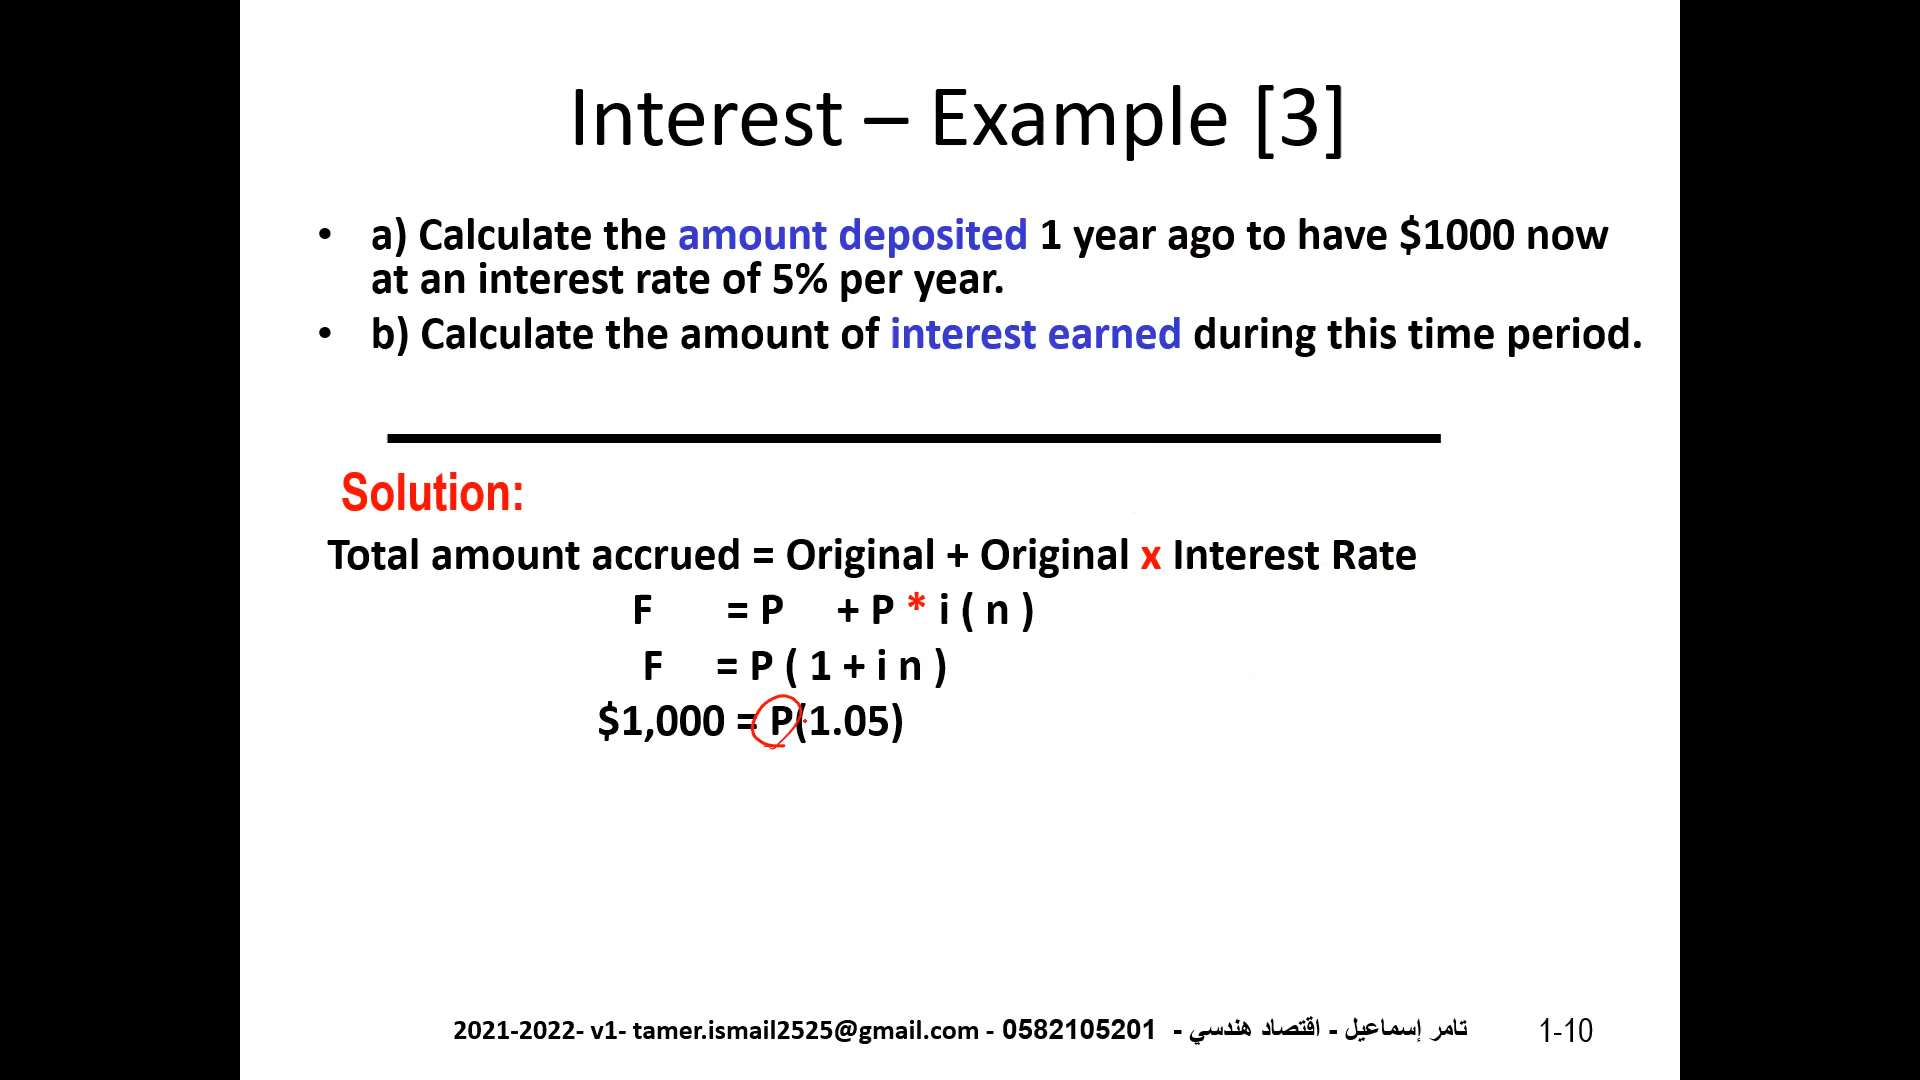 Interest – Example [3]
• a) Calculate the amount deposited 1 year ago to have $1000 now
at an interest rate of 5% per year.
• b) Calculate the amount of interest earned during this time period.
Solution:
Total amount accrued = Original + Original x Interest Rate
F = P + P * i ( n )
F = P ( 1 + i n )
$1,000 = P(1.05)
2021-2022- v1- tamer.ismail2525@gmail.com - 0582105201 - تامر إسماعيل - اقتصاد هندسي
1-10